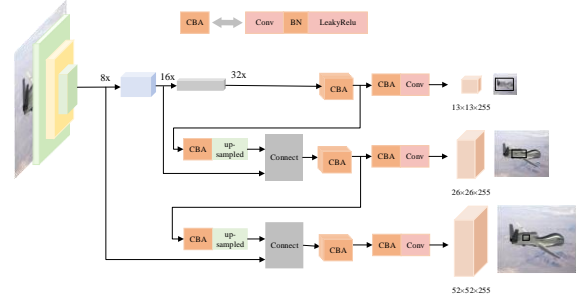 CBA Conv BN LeakyRelu
8x 16x 32x
CBA CBA Conv
13×13×255
CBA up-sampled Connect CBA CBA Conv
26×26×255
CBA up-sampled Connect CBA CBA Conv
52×52×255